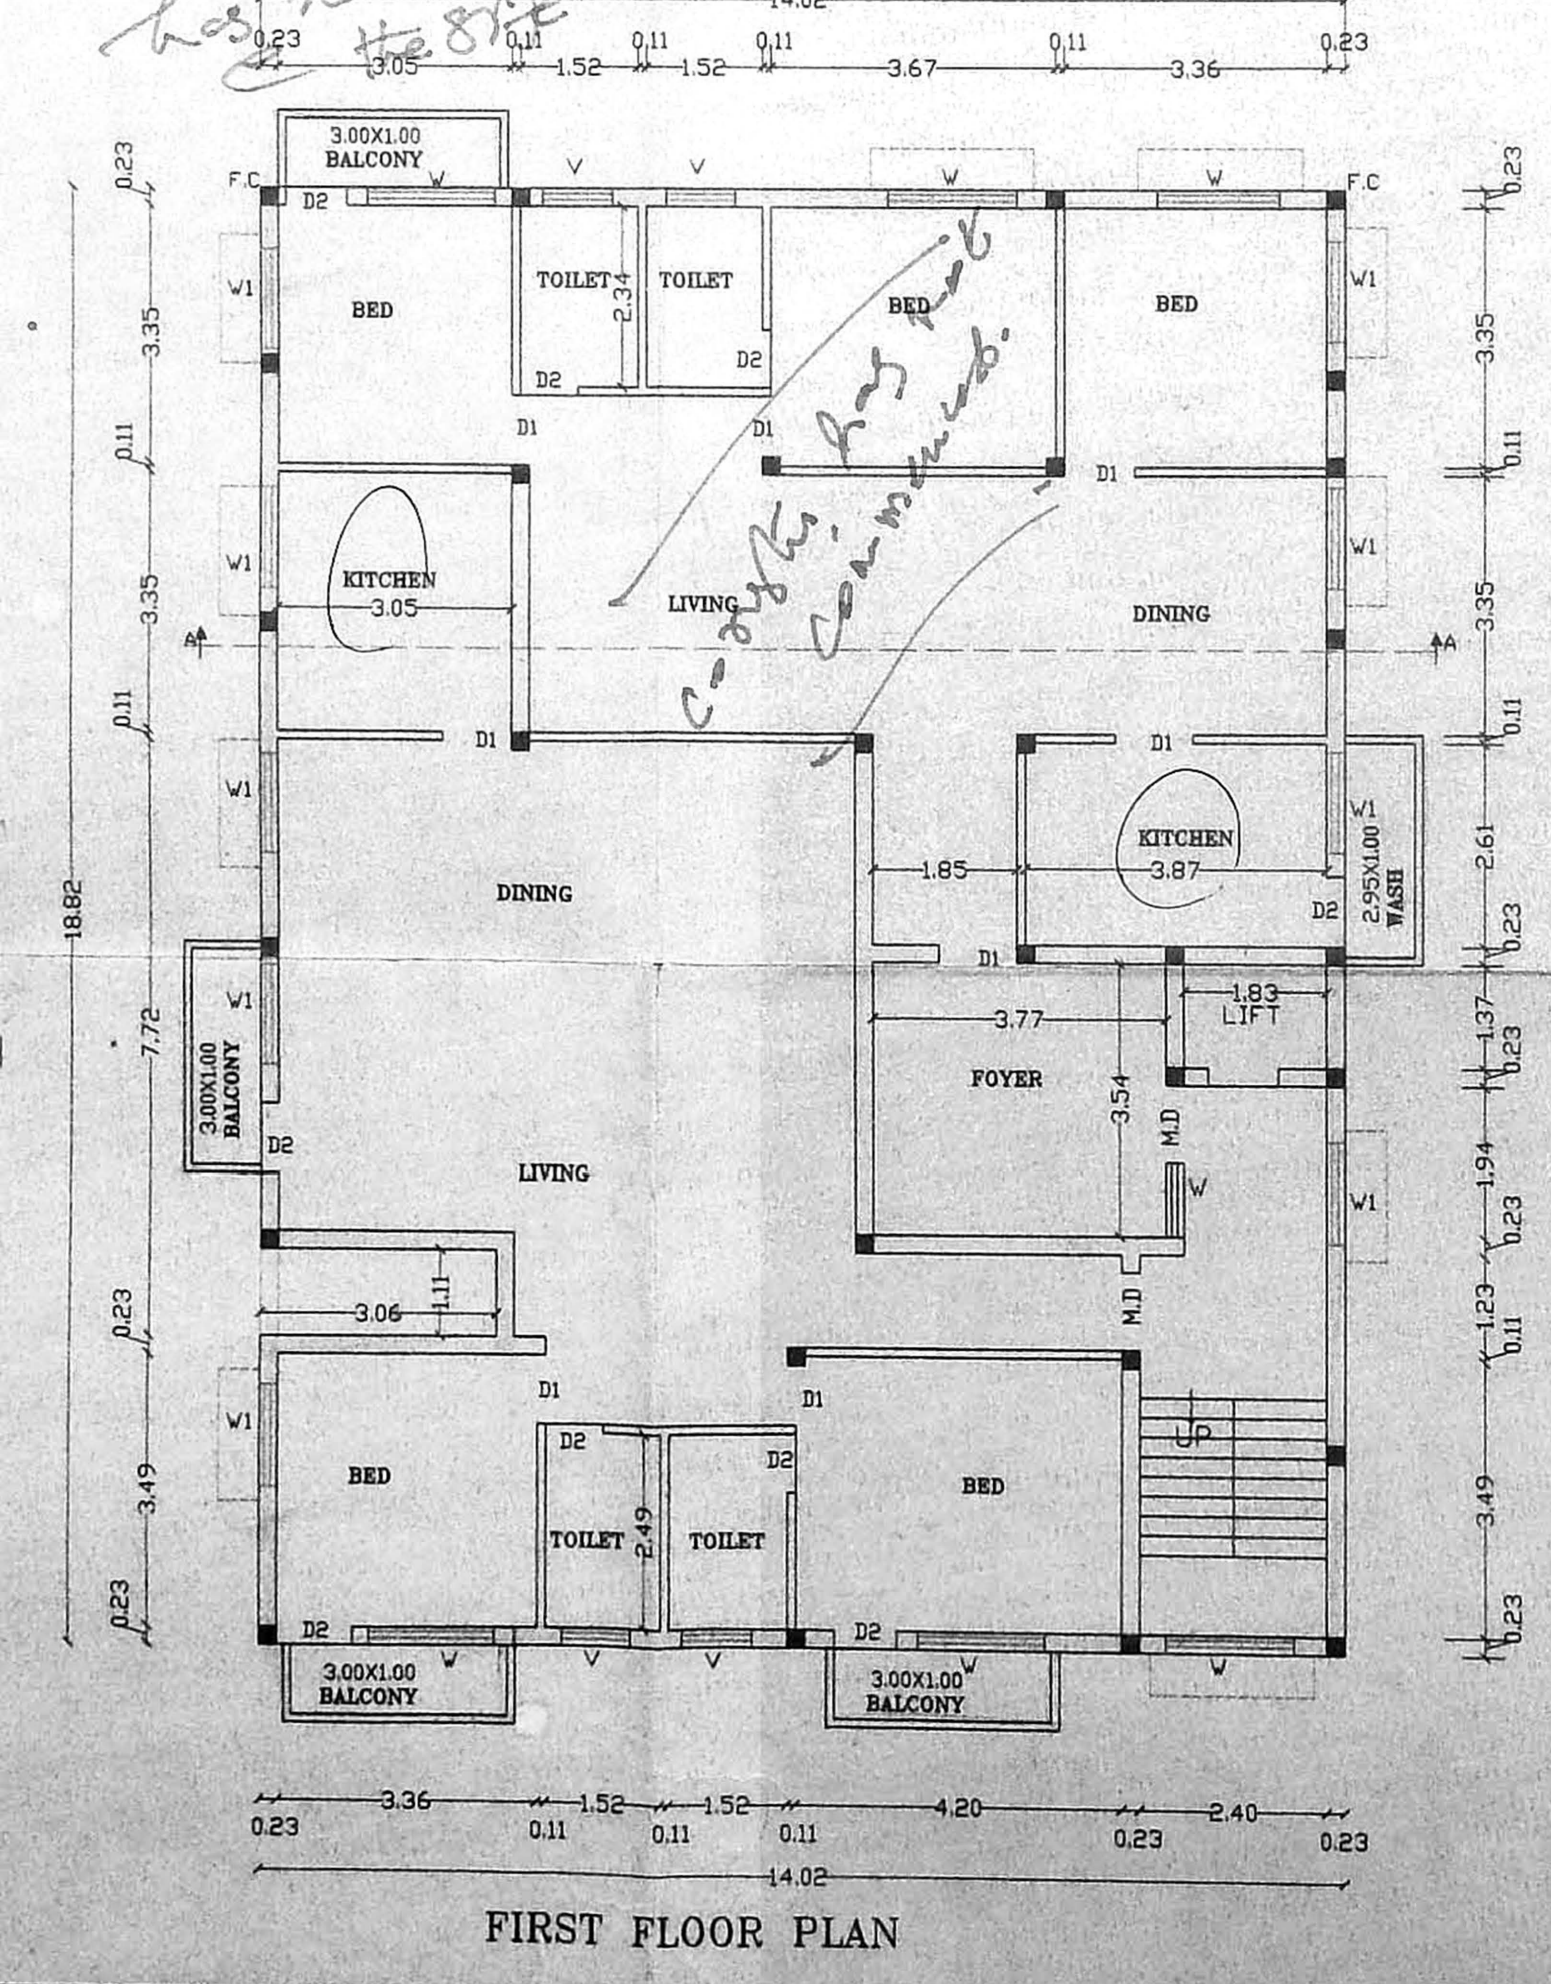 14.02
has
the site
0.23 0.11 0.11 0.11 0.11 0.23
3.05 1.52 1.52 3.67 3.36
3.00X1.00
BALCONY
0.23
F.C
D2
W
V
V
W
W
F.C
0.23
W1
BED
TOILET
2.34
TOILET
BED
BED
W1
3.35
3.35
D2
D2
D1
D1
has not
commenced.
0.11
D1
0.11
W1
KITCHEN
3.05
LIVING
DINING
W1
3.35
3.35
A
A
0.11
D1
D1
0.11
W1
DINING
1.85
KITCHEN
3.87
W1
2.95X1.00
WASH
2.61
18.82
D2
0.23
D1
W1
3.77
1.83
LIFT
1.37
7.72
3.00X1.00
BALCONY
FOYER
3.54
0.23
D2
M.D
LIVING
W
W1
1.94
0.23
3.06
1.11
M.D
1.23
0.23
0.11
D1
D1
W1
D2
D2
UP
BED
BED
3.49
TOILET
2.49
TOILET
3.49
0.23
D2
D2
0.23
W
V
V
W
W
3.00X1.00
BALCONY
3.00X1.00
BALCONY
3.36 1.52 1.52 4.20 2.40
0.23 0.11 0.11 0.11 0.23 0.23
14.02
FIRST FLOOR PLAN